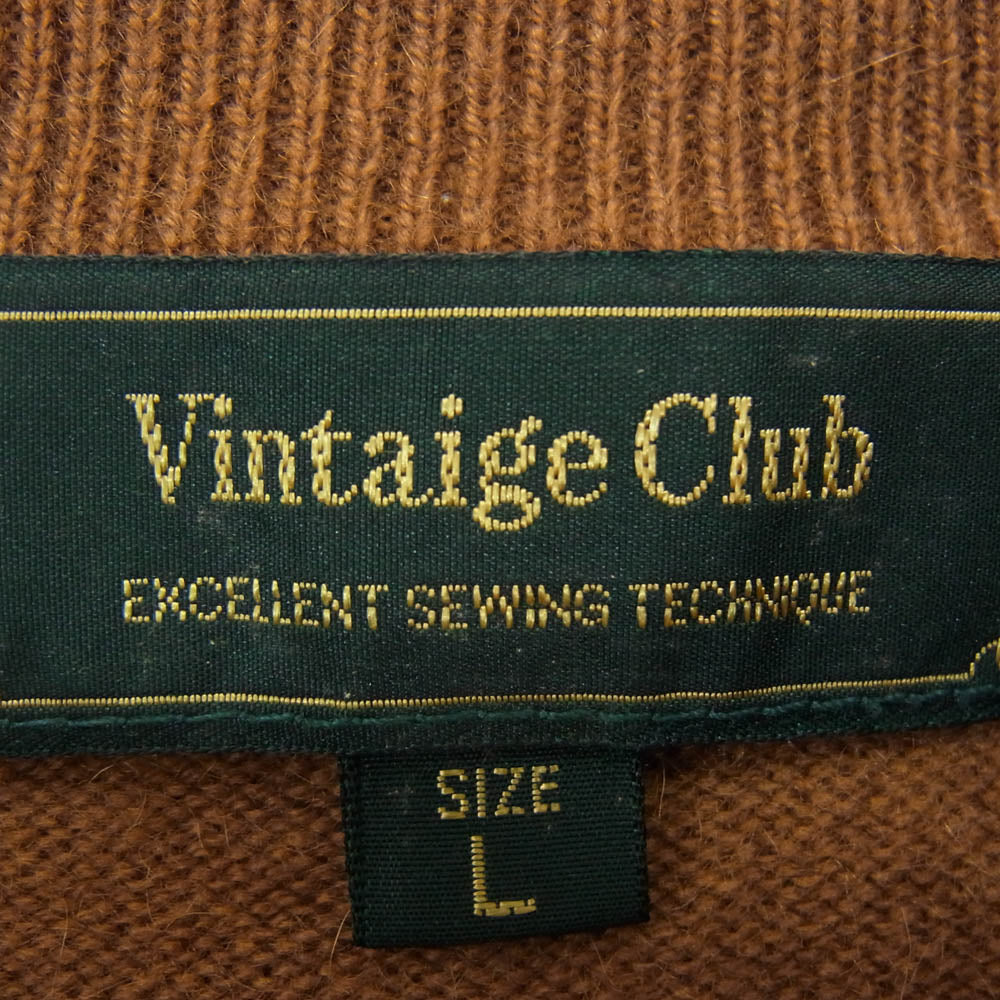 Vintaige Club
EXCELLENT SEWING TECHNIQUE
SIZE
L